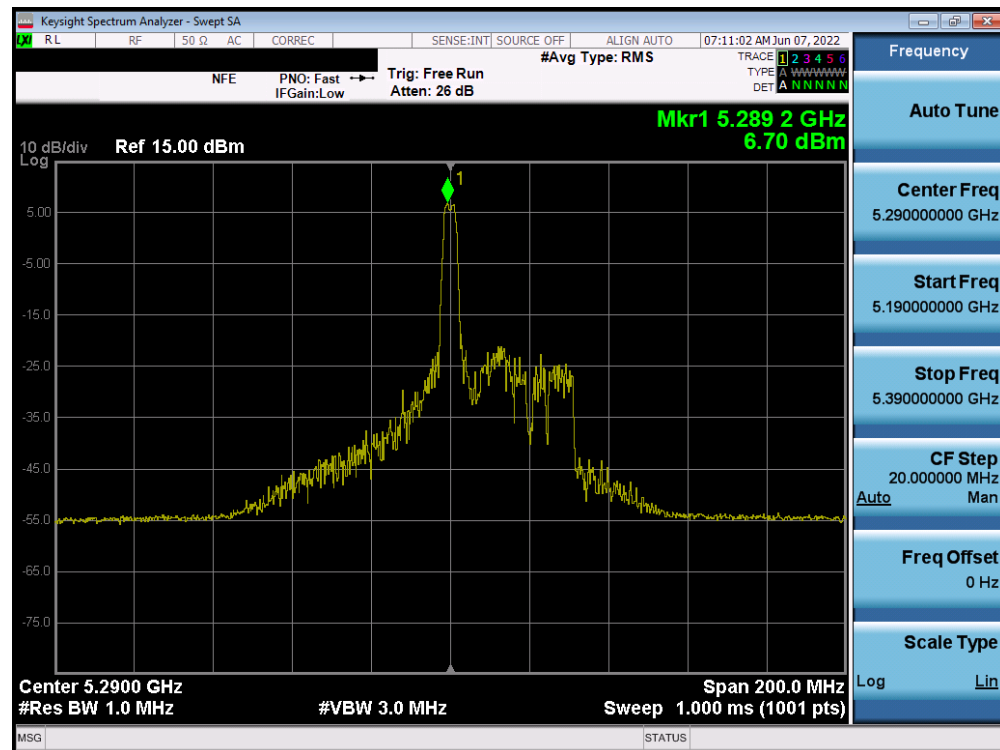 Keysight Spectrum Analyzer - Swept SA
LXI RL RF 50 Ω AC CORREC SENSE:INT SOURCE OFF ALIGN AUTO 07:11:02 AM Jun 07, 2022
#Avg Type: RMS TRACE 1 2 3 4 5 6
NFE PNO: Fast Trig: Free Run TYPE A WWWWW
IFGain:Low Atten: 26 dB DET A N N N N N
Mkr1 5.289 2 GHz
6.70 dBm
10 dB/div Ref 15.00 dBm
Log
1
5.00
-5.00
-15.0
-25.0
-35.0
-45.0
-55.0
-65.0
-75.0
Center 5.2900 GHz Span 200.0 MHz
#Res BW 1.0 MHz #VBW 3.0 MHz Sweep 1.000 ms (1001 pts)
MSG STATUS
Frequency
Auto Tune
Center Freq
5.290000000 GHz
Start Freq
5.190000000 GHz
Stop Freq
5.390000000 GHz
CF Step
20.000000 MHz
Auto Man
Freq Offset
0 Hz
Scale Type
Log Lin